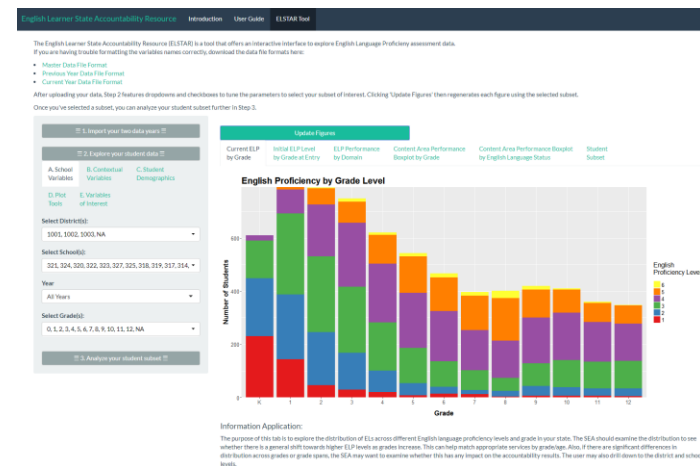 English Learner State Accountability Resource Introduction User Guide ELSTAR Tool
The English Learner State Accountability Resource (ELSTAR) is a tool that offers an interactive interface to explore English Language Proficieny assessment data.
If you are having trouble formatting the variables names correctly, download the data file formats here:
• Master Data File Format
• Previous Year Data File Format
• Current Year Data File Format
After uploading your data, Step 2 features dropdowns and checkboxes to tune the parameters to select your subset of interest. Clicking 'Update Figures' then regenerates each figure using the selected subset.
Once you've selected a subset, you can analyze your student subset further in Step 3.
1. Import your two data years
2. Explore your student data
A. School Variables
B. Contextual Variables
C. Student Demographics
D. Plot Tools
E. Variables of Interest
Select District(s):
1001, 1002, 1003, NA
Select School(s):
321, 324, 320, 322, 323, 327, 325, 318, 319, 317, 314,
Year
All Years
Select Grade(s):
0, 1, 2, 3, 4, 5, 6, 7, 8, 9, 10, 11, 12, NA
3. Analyze your student subset
Update Figures
Current ELP by Grade
Initial ELP Level by Grade at Entry
ELP Performance by Domain
Content Area Performance Boxplot by Grade
Content Area Performance Boxplot by English Language Status
Student Subset
English Proficiency by Grade Level
Number of Students
600
400
200
0
K 1 2 3 4 5 6 7 8 9 10 11 12
Grade
English
Proficiency Leve
6
5
4
3
2
1
Information Application:
The purpose of this tab is to explore the distribution of ELs across different English language proficiency levels and grade in your state. The SEA should examine the distribution to see
whether there is a general shift towards higher ELP levels as grades increase. This can help match appropriate services by grade/age. Also, if there are significant differences in
distribution across grades or grade spans, the SEA may want to examine whether this has any impact on the accountability results. The user may also drill down to the district and schoo
levels.